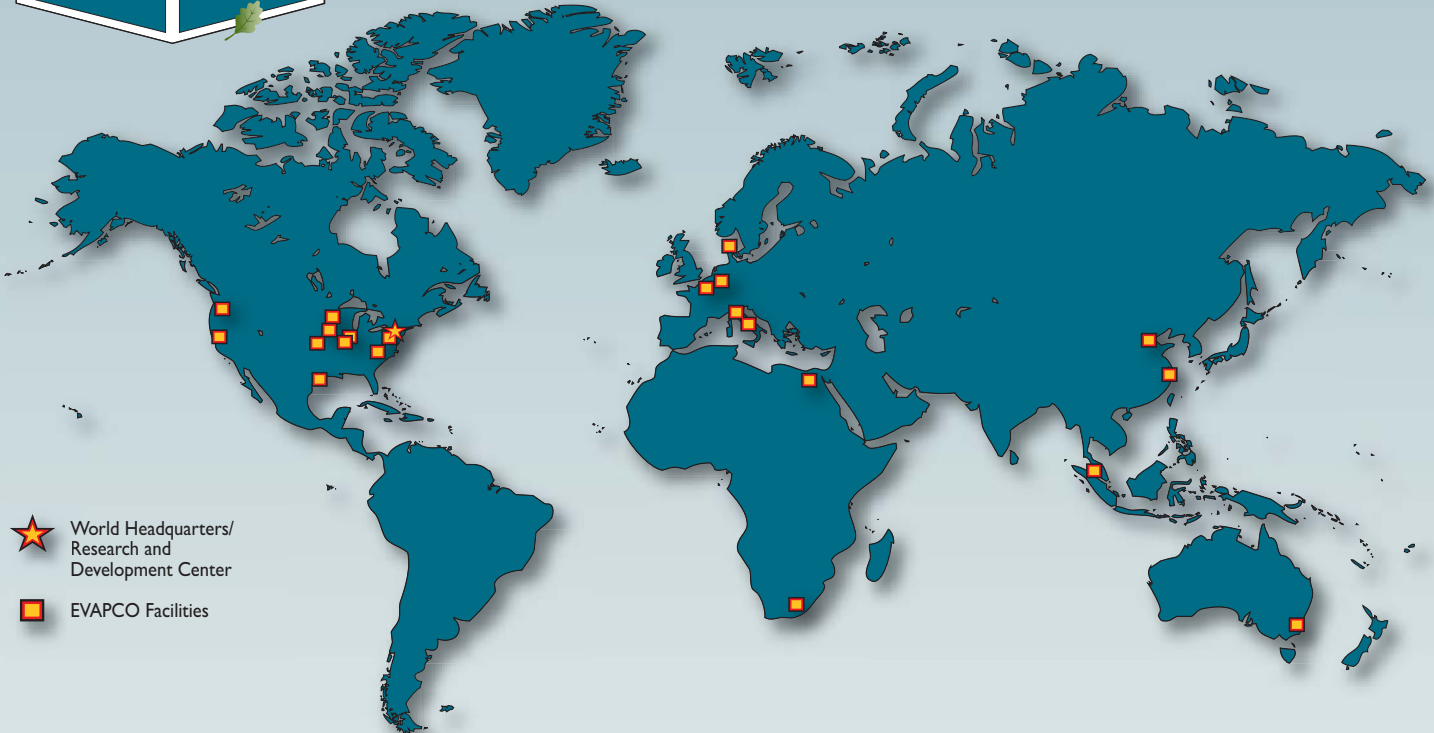 World Headquarters/
Research and
Development Center
EVAPCO Facilities